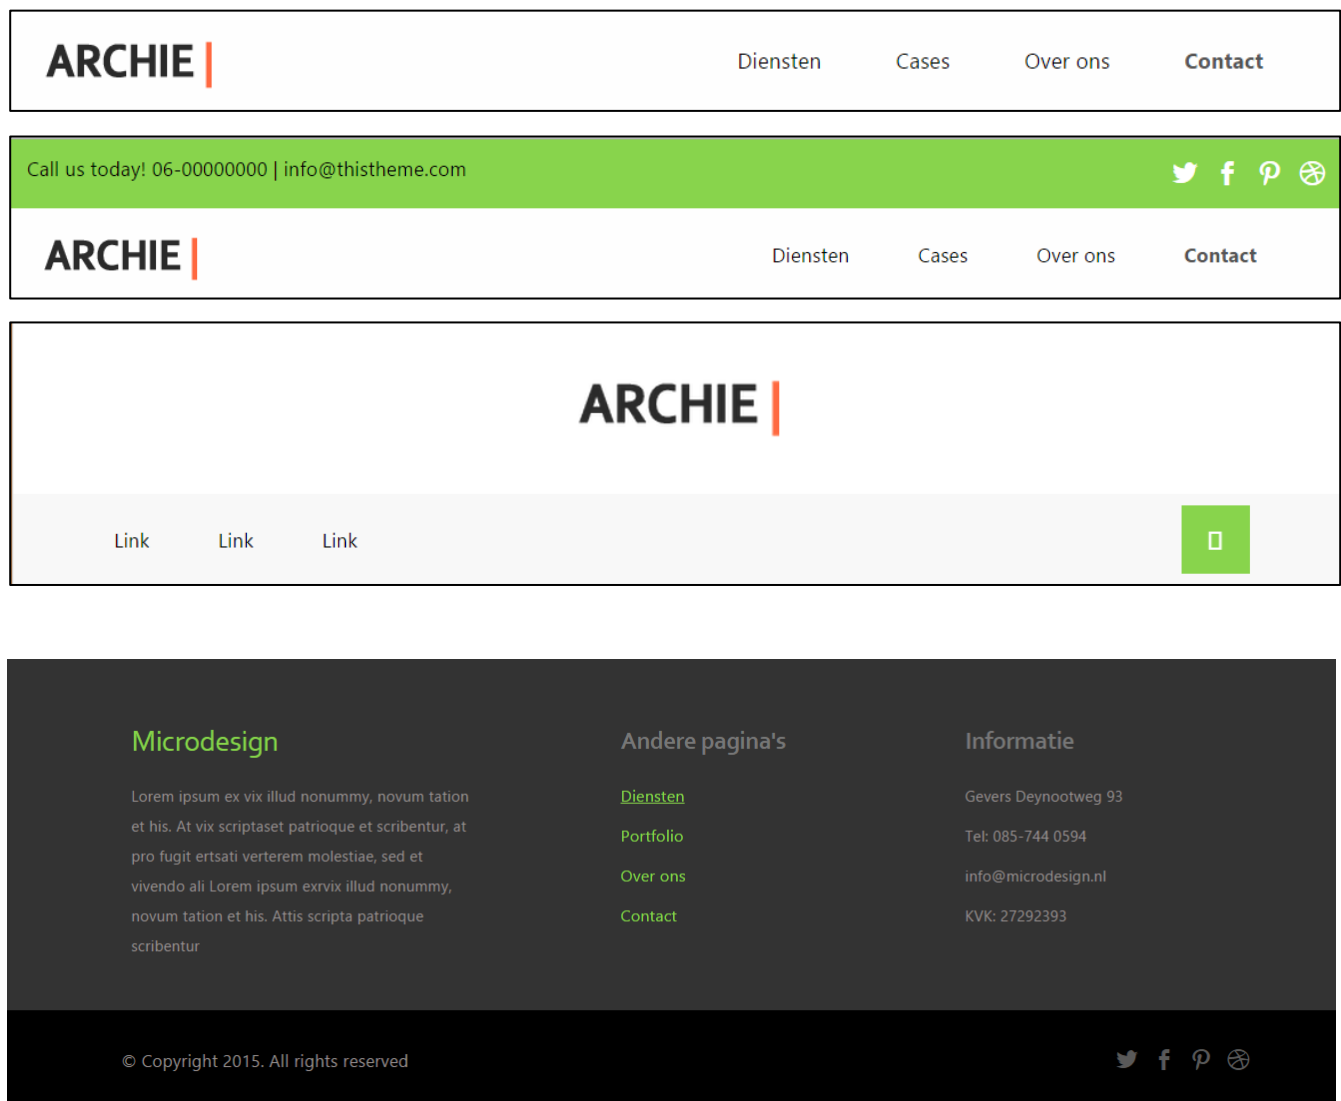 ARCHIE
Diensten Cases Over ons Contact
Call us today! 06-00000000 | info@thistheme.com
ARCHIE
Diensten Cases Over ons Contact
ARCHIE
Link Link Link
Microdesign
Lorem ipsum ex vix illud nonummy, novum tation
et his. At vix scriptaset patrioque et scribentur, at
pro fugit ertsati verterem molestiae, sed et
vivendo ali Lorem ipsum exrvix illud nonummy,
novum tation et his. Attis scripta patrioque
scribentur
Andere pagina's
Diensten
Portfolio
Over ons
Contact
Informatie
Gevers Deynootweg 93
Tel: 085-744 0594
info@microdesign.nl
KVK: 27292393
© Copyright 2015. All rights reserved